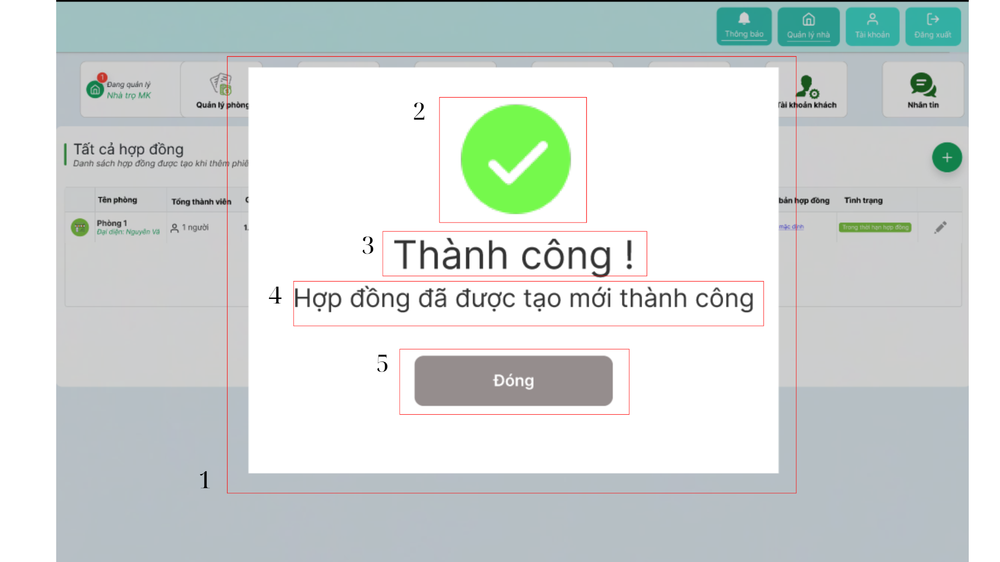 Thông báo
Quản lý nhà
Tài khoản
Đăng xuất
1
Đang quản lý
Nhà trọ MK
Quản lý phòng
Tài khoản khách
Nhắn tin
2
Tất cả hợp đồng
Danh sách hợp đồng được tạo khi thêm
Tên phòng
Tổng thành viên
bản hợp đồng
Tình trạng
Phòng 1
Đại diện: Nguyễn Vă
1 người
1.
mặc định
Trong thời hạn hợp đồng
3
Thành công !
4
Hợp đồng đã được tạo mới thành công
5
Đóng
1